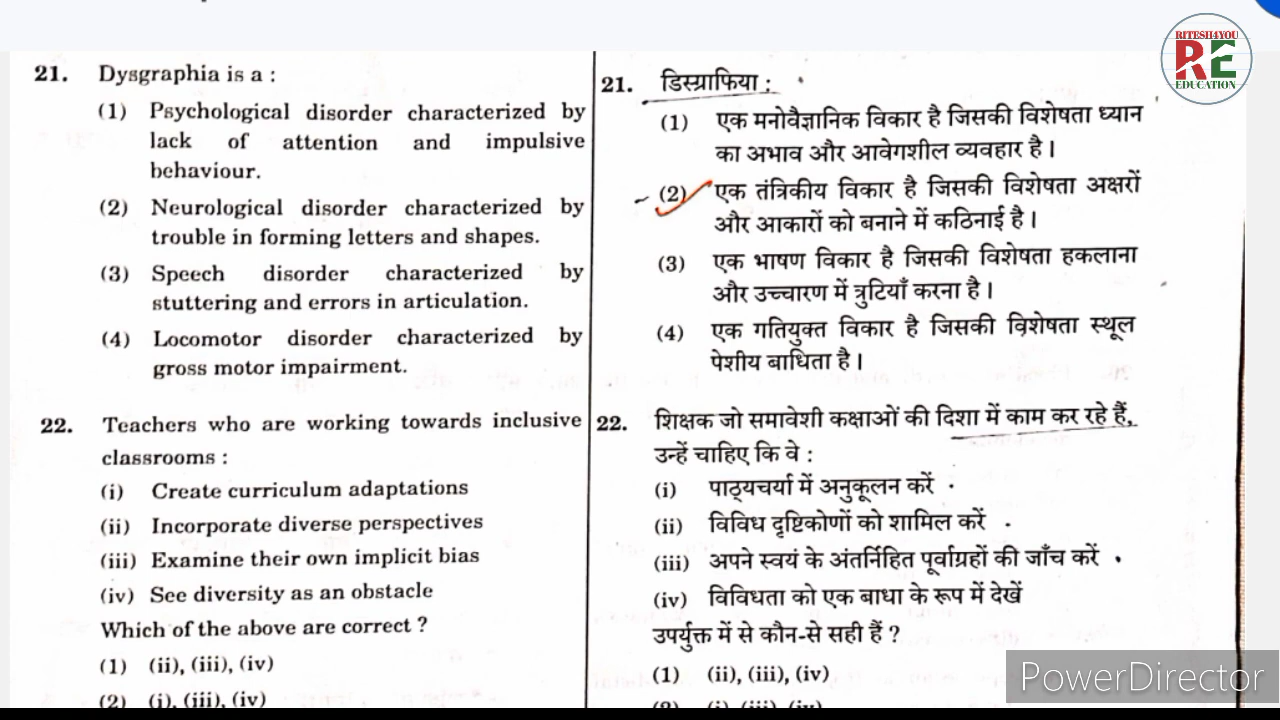 RITESH4YOU
RE
EDUCATION
21. Dysgraphia is a :
(1) Psychological disorder characterized by
lack of attention and impulsive
behaviour.
(2) Neurological disorder characterized by
trouble in forming letters and shapes.
(3) Speech disorder characterized by
stuttering and errors in articulation.
(4) Locomotor disorder characterized by
gross motor impairment.
22. Teachers who are working towards inclusive
classrooms :
(i) Create curriculum adaptations
(ii) Incorporate diverse perspectives
(iii) Examine their own implicit bias
(iv) See diversity as an obstacle
Which of the above are correct ?
(1) (ii), (iii), (iv)
(2) (i), (iii), (iv)
21. डिस्ग्राफिया :
(1) एक मनोवैज्ञानिक विकार है जिसकी विशेषता ध्यान
का अभाव और आवेगशील व्यवहार है।
(2) एक तंत्रिकीय विकार है जिसकी विशेषता अक्षरों
और आकारों को बनाने में कठिनाई है।
(3) एक भाषण विकार है जिसकी विशेषता हकलाना
और उच्चारण में त्रुटियाँ करना है।
(4) एक गतियुक्त विकार है जिसकी विशेषता स्थूल
पेशीय बाधिता है।
22. शिक्षक जो समावेशी कक्षाओं की दिशा में काम कर रहे हैं,
उन्हें चाहिए कि वे :
(i) पाठ्यचर्या में अनुकूलन करें
(ii) विविध दृष्टिकोणों को शामिल करें
(iii) अपने स्वयं के अंतर्निहित पूर्वाग्रहों की जाँच करें
(iv) विविधता को एक बाधा के रूप में देखें
उपर्युक्त में से कौन-से सही हैं ?
(1) (ii), (iii), (iv)
(2) (i), (iii), (iv)
PowerDirector